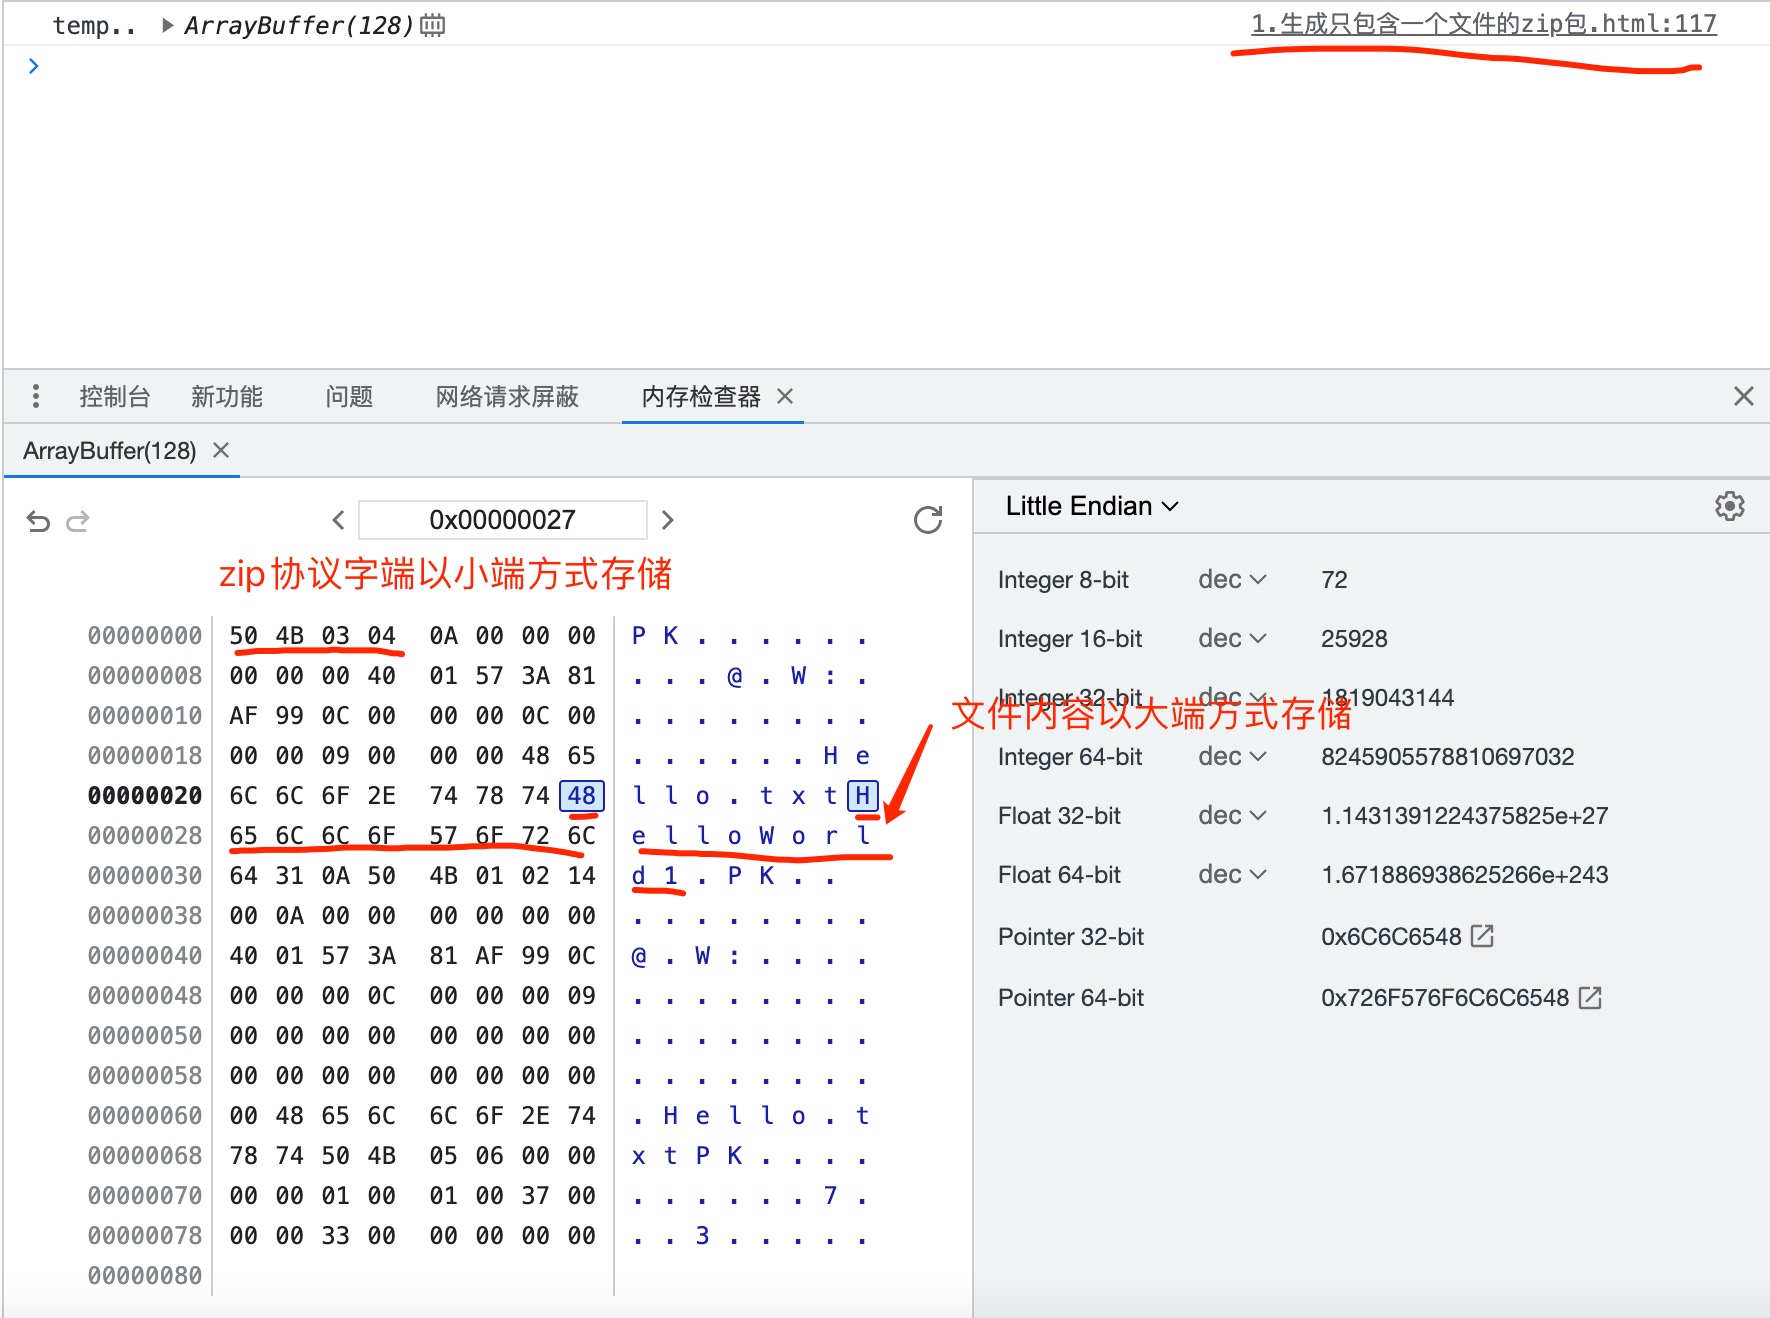 temp.. ▶ ArrayBuffer(128) 1.生成只包含一个文件的zip包.html:117
>
控制台 新功能 问题 网络请求屏蔽 内存检查器
ArrayBuffer(128)
0x00000027
Little Endian
zip协议字端以小端方式存储
00000000 50 4B 03 04 0A 00 00 00 P K . . . . . .
00000008 00 00 00 40 01 57 3A 81 . . . @ . W : .
00000010 AF 99 0C 00 00 00 0C 00 . . . . . . . .
00000018 00 00 09 00 00 00 48 65 . . . . . . H e
00000020 6C 6C 6F 2E 74 78 74 48 l l o . t x t H
00000028 65 6C 6C 6F 57 6F 72 6C e l l o W o r l
00000030 64 31 0A 50 4B 01 02 14 d 1 . P K . . .
00000038 00 0A 00 00 00 00 00 00 . . . . . . . .
00000040 40 01 57 3A 81 AF 99 0C @ . W : . . . .
00000048 00 00 00 0C 00 00 00 09 . . . . . . . .
00000050 00 00 00 00 00 00 00 00 . . . . . . . .
00000058 00 00 00 00 00 00 00 00 . . . . . . . .
00000060 00 48 65 6C 6C 6F 2E 74 . H e l l o . t
00000068 78 74 50 4B 05 06 00 00 x t P K . . . .
00000070 00 00 01 00 01 00 37 00 . . . . . . 7 .
00000078 00 00 33 00 00 00 00 00 . . 3 . . . . .
00000080
文件内容以大端方式存储
Integer 8-bit dec 72
Integer 16-bit dec 25928
Integer 32-bit dec 1819043144
Integer 64-bit dec 8245905578810697032
Float 32-bit dec 1.1431391224375825e+27
Float 64-bit dec 1.671886938625266e+243
Pointer 32-bit 0x6C6C6548
Pointer 64-bit 0x726F576F6C6C6548